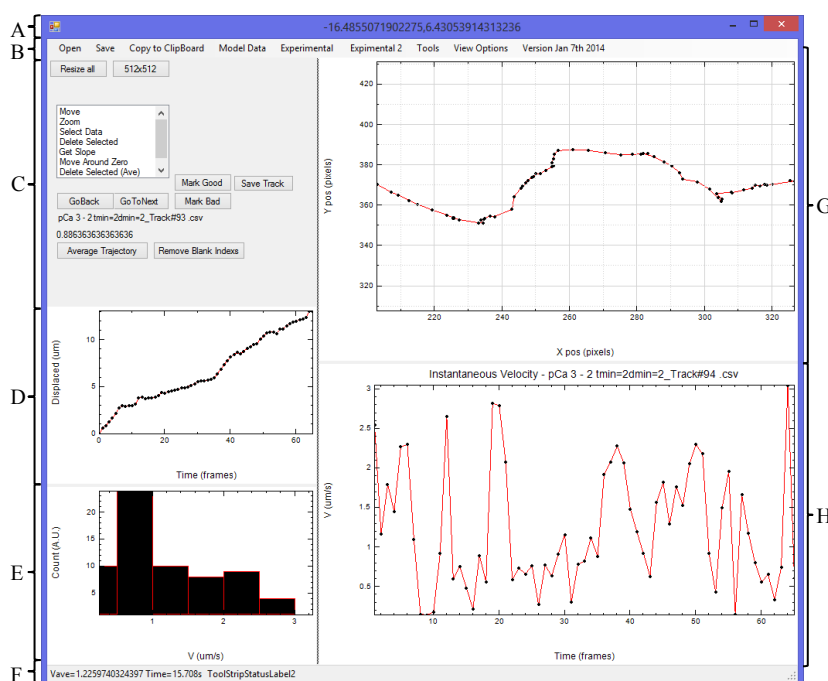 A
-16.4855071902275,6.43053914313236
B
Open Save Copy to ClipBoard Model Data Experimental Expimental 2 Tools View Options Version Jan 7th 2014
Resize all 512x512
Move
Zoom
Select Data
Delete Selected
Get Slope
Move Around Zero
Delete Selected (Ave)
C
Mark Good Save Track
GoBack GoToNext Mark Bad
pCa 3 - 2 tmin=2dmin=2_Track#93 .csv
0.886363636363636
Average Trajectory Remove Blank Indexs
Y pos (pixels)
420
400
380
360
340
320
220 240 260 280 300 320
X pos (pixels)
G
D
Displaced (um)
10
5
0
0 20 40 60
Time (frames)
Instantaneous Velocity - pCa 3 - 2 tmin=2dmin=2_Track#94 .csv
V (um/s)
3
2.5
2
1.5
1
0.5
20 40 60
Time (frames)
H
E
Count (A.U.)
20
15
10
5
1 2 3
V (um/s)
F
Vave=1.2259740324397 Time=15.708s ToolStripStatusLabel2